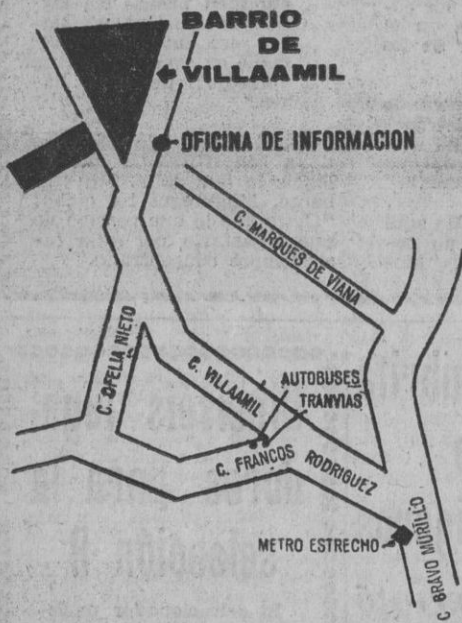 BARRIO
DE
VILLAAMIL
OFICINA DE INFORMACION
C. MARQUES DE VIANA
C. OFELIA NIETO
C. VILLAAMIL
AUTOBUSES
TRANVIAS
C. FRANCOS RODRIGUEZ
METRO ESTRECHO
C BRAVO MURILLO